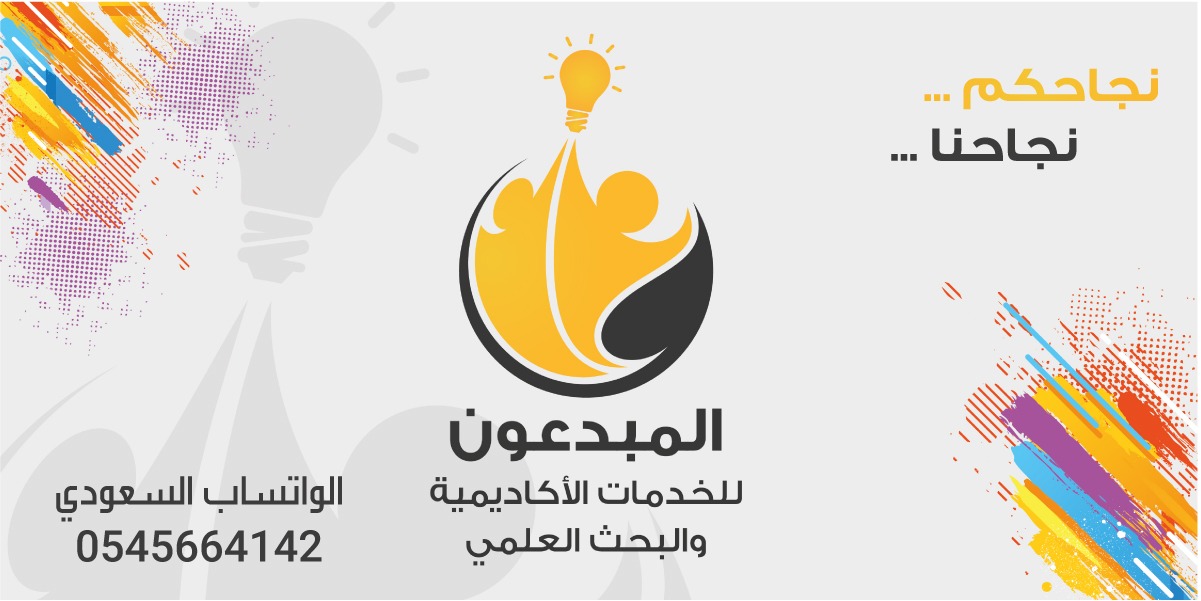 نجاحكم ...
نجاحنا ...
المبدعون
للخدمات الأكاديمية
والبحث العلمي
الواتساب السعودي
0545664142